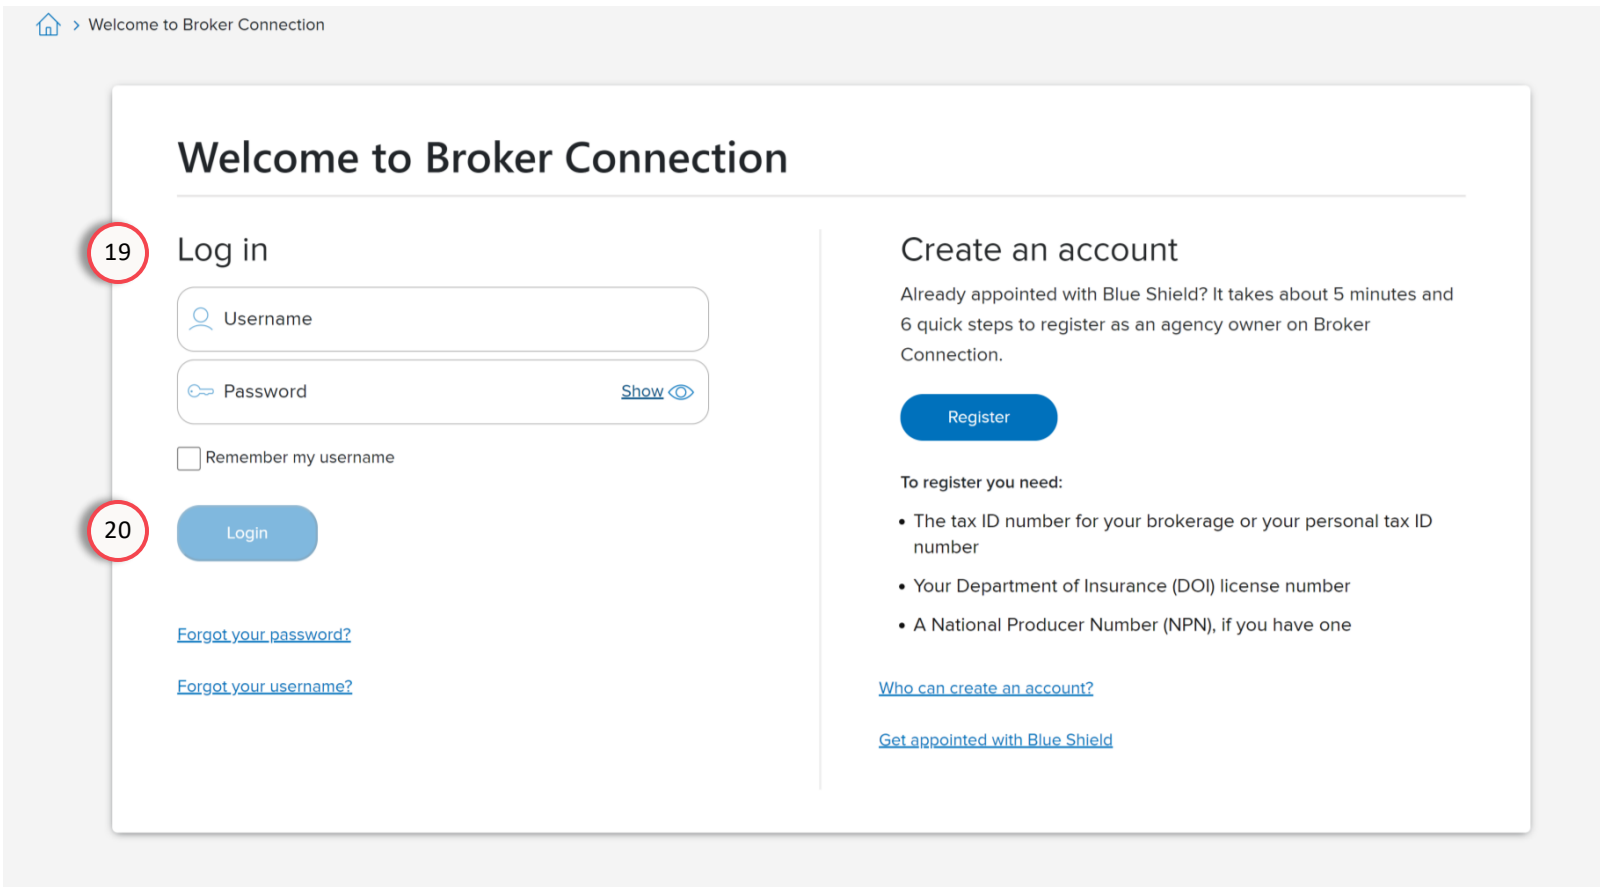 Welcome to Broker Connection
Welcome to Broker Connection
19
Log in
Username
Password
Show
Remember my username
20
Login
Forgot your password?
Forgot your username?
Create an account
Already appointed with Blue Shield? It takes about 5 minutes and
6 quick steps to register as an agency owner on Broker
Connection.
Register
To register you need:
• The tax ID number for your brokerage or your personal tax ID
number
• Your Department of Insurance (DOI) license number
• A National Producer Number (NPN), if you have one
Who can create an account?
Get appointed with Blue Shield